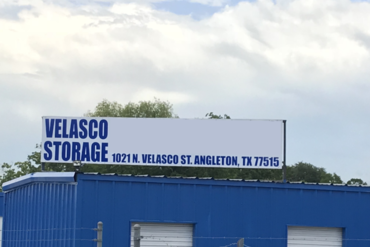 VELASCO
STORAGE 1021 N. VELASCO ST. ANGLETON, TX 77515